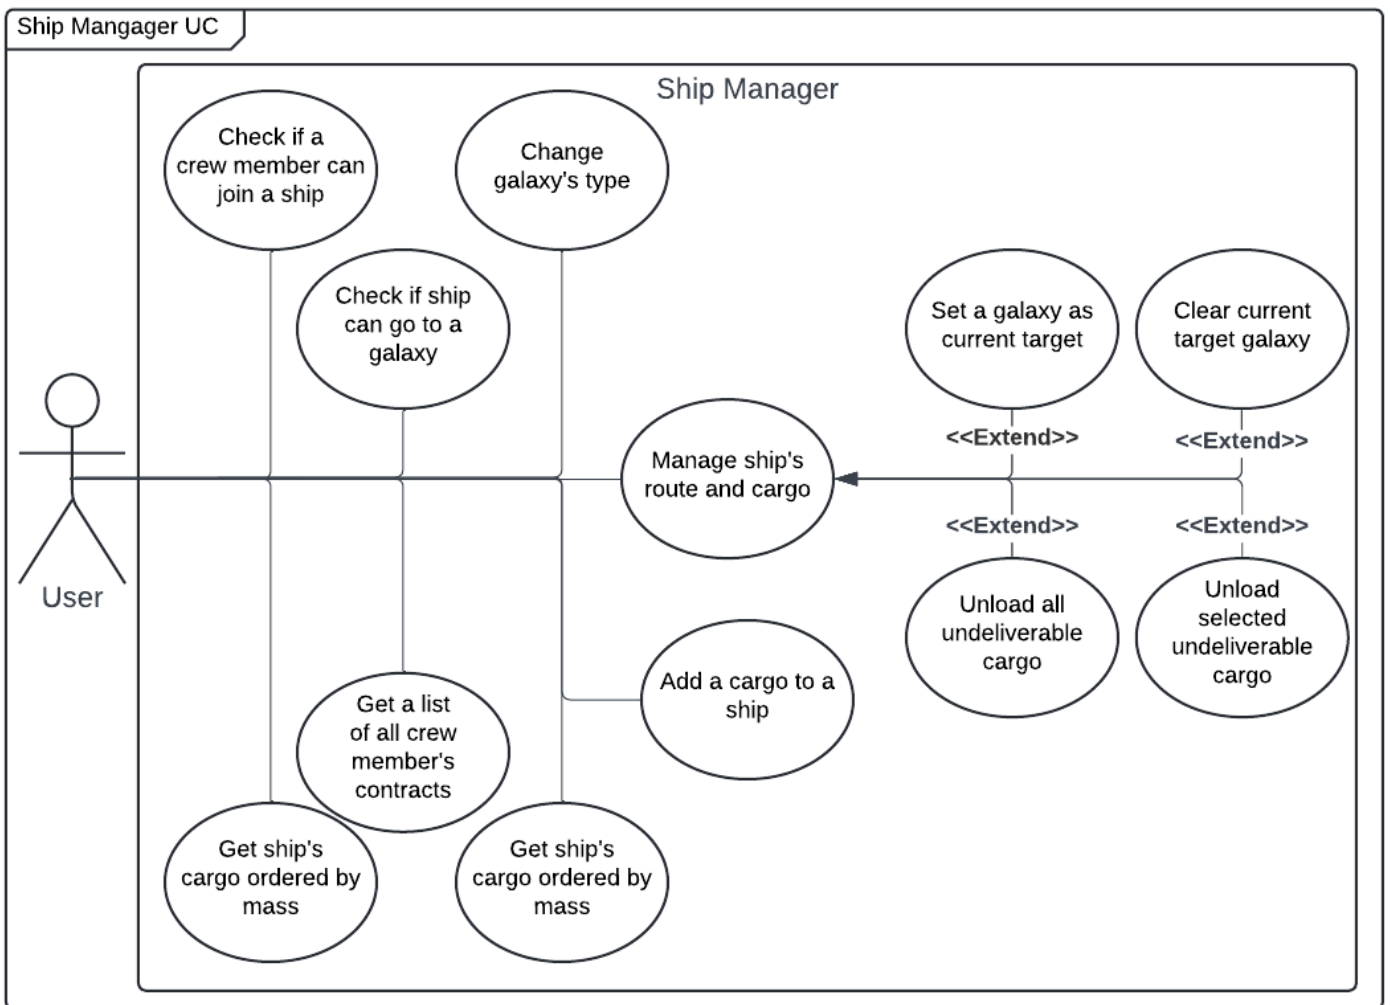 Ship Mangager UC
Ship Manager
Check if a
crew member can
join a ship
Change
galaxy's type
Check if ship
can go to a
galaxy
Set a galaxy as
current target
Clear current
target galaxy
<<Extend>>
<<Extend>>
Manage ship's
route and cargo
<<Extend>>
<<Extend>>
User
Unload all
undeliverable
cargo
Unload
selected
undeliverable
cargo
Add a cargo to a
ship
Get a list
of all crew
member's
contracts
Get ship's
cargo ordered by
mass
Get ship's
cargo ordered by
mass